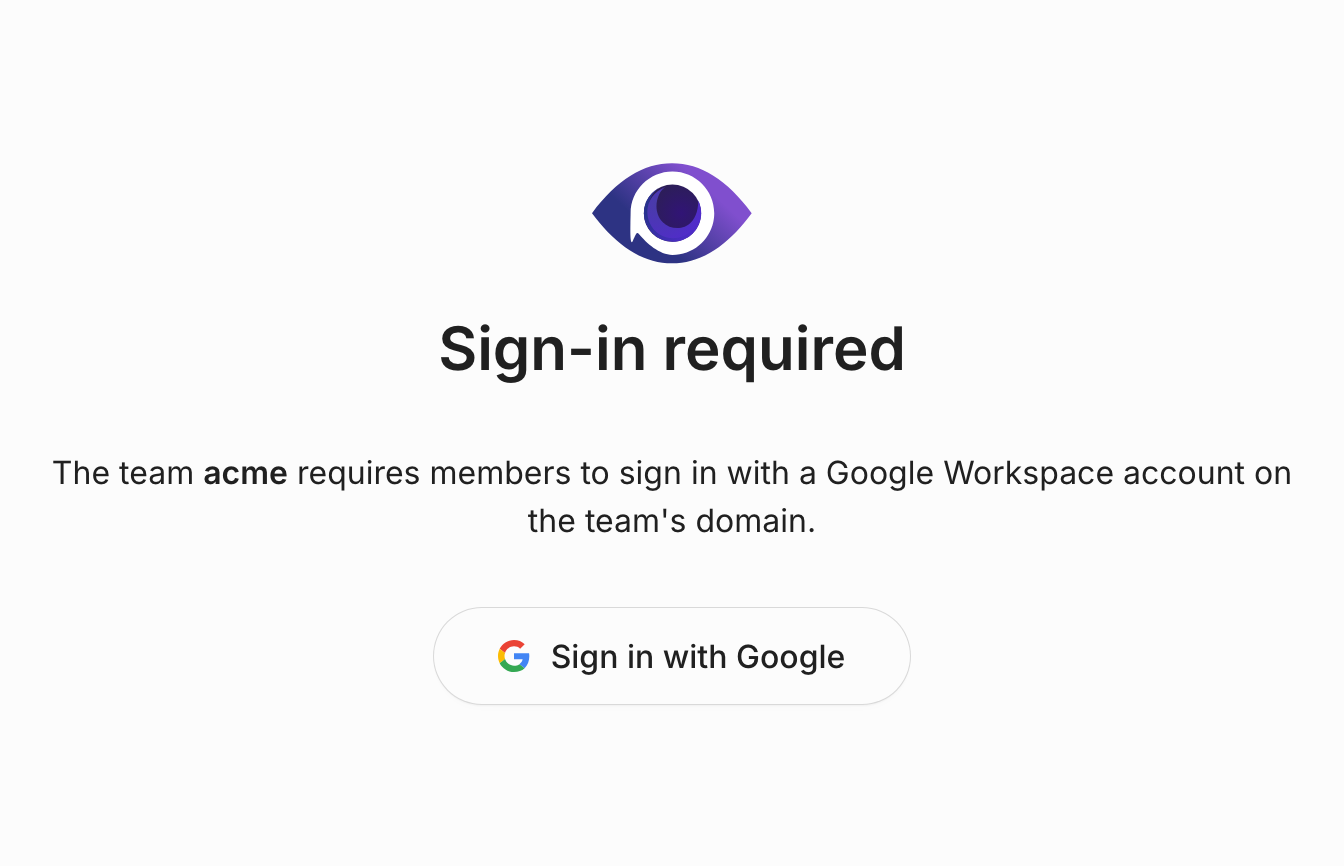 Sign-in required
The team acme requires members to sign in with a Google Workspace account on
the team's domain.
Sign in with Google